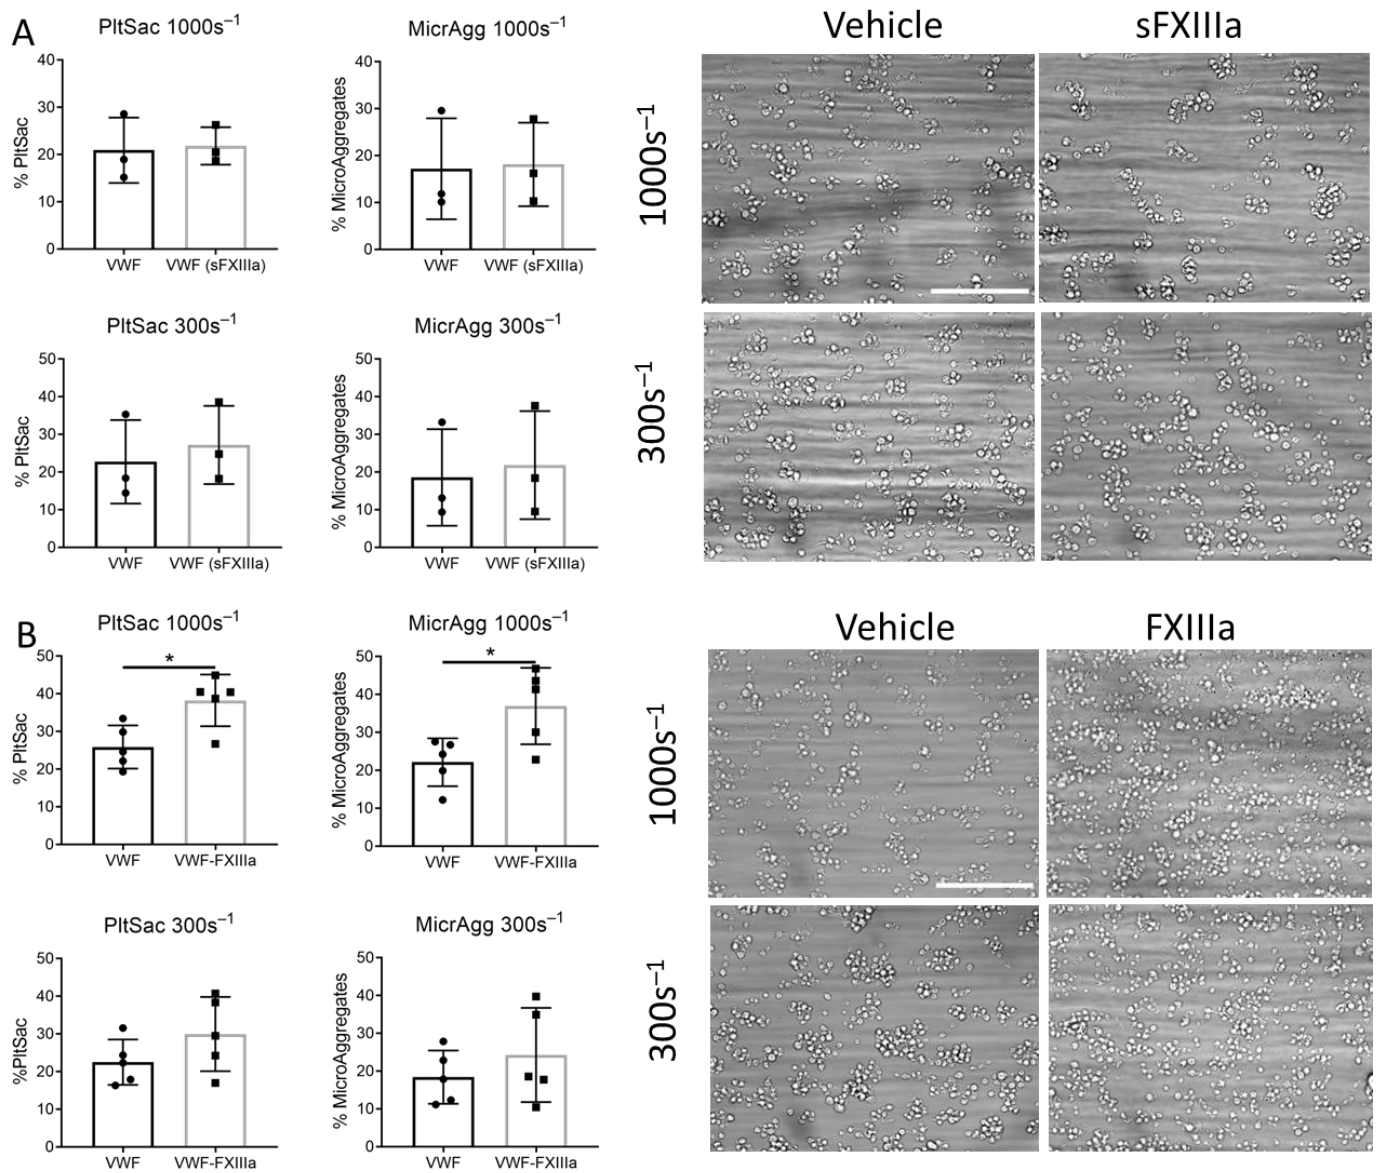 A
PltSac 1000s⁻¹
% PltSac
40
30
20
10
0
VWF
VWF (sFXIIIa)
MicrAgg 1000s⁻¹
% MicroAggregates
40
30
20
10
0
VWF
VWF (sFXIIIa)
Vehicle
sFXIIIa
1000s⁻¹
PltSac 300s⁻¹
% PltSac
50
40
30
20
10
0
VWF
VWF (sFXIIIa)
MicrAgg 300s⁻¹
% MicroAggregates
50
40
30
20
10
0
VWF
VWF (sFXIIIa)
300s⁻¹
B
PltSac 1000s⁻¹
% PltSac
50
40
30
20
10
0
*
VWF
VWF-FXIIIa
MicrAgg 1000s⁻¹
% MicroAggregates
50
40
30
20
10
0
*
VWF
VWF-FXIIIa
Vehicle
FXIIIa
1000s⁻¹
PltSac 300s⁻¹
%PltSac
50
40
30
20
10
0
VWF
VWF-FXIIIa
MicrAgg 300s⁻¹
% MicroAggregates
50
40
30
20
10
0
VWF
VWF-FXIIIa
300s⁻¹